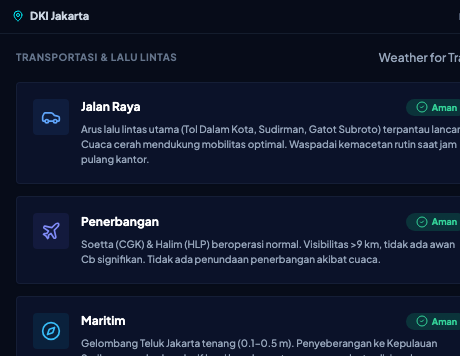 DKI Jakarta
TRANSPORTASI & LALU LINTAS
Weather for Tra
Jalan Raya
Aman
Arus lalu lintas utama (Tol Dalam Kota, Sudirman, Gatot Subroto) terpantau lancar
Cuaca cerah mendukung mobilitas optimal. Waspadai kemacetan rutin saat jam
pulang kantor.
Penerbangan
Aman
Soetta (CGK) & Halim (HLP) beroperasi normal. Visibilitas >9 km, tidak ada awan
Cb signifikan. Tidak ada penundaan penerbangan akibat cuaca.
Maritim
Aman
Gelombang Teluk Jakarta tenang (0.1–0.5 m). Penyeberangan ke Kepulauan